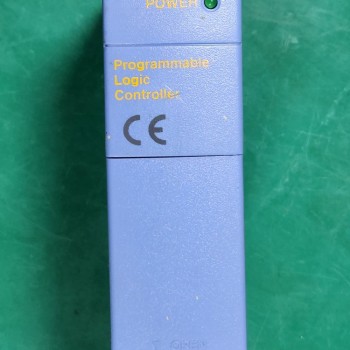 POWER
Programmable
Logic
Controller
CE